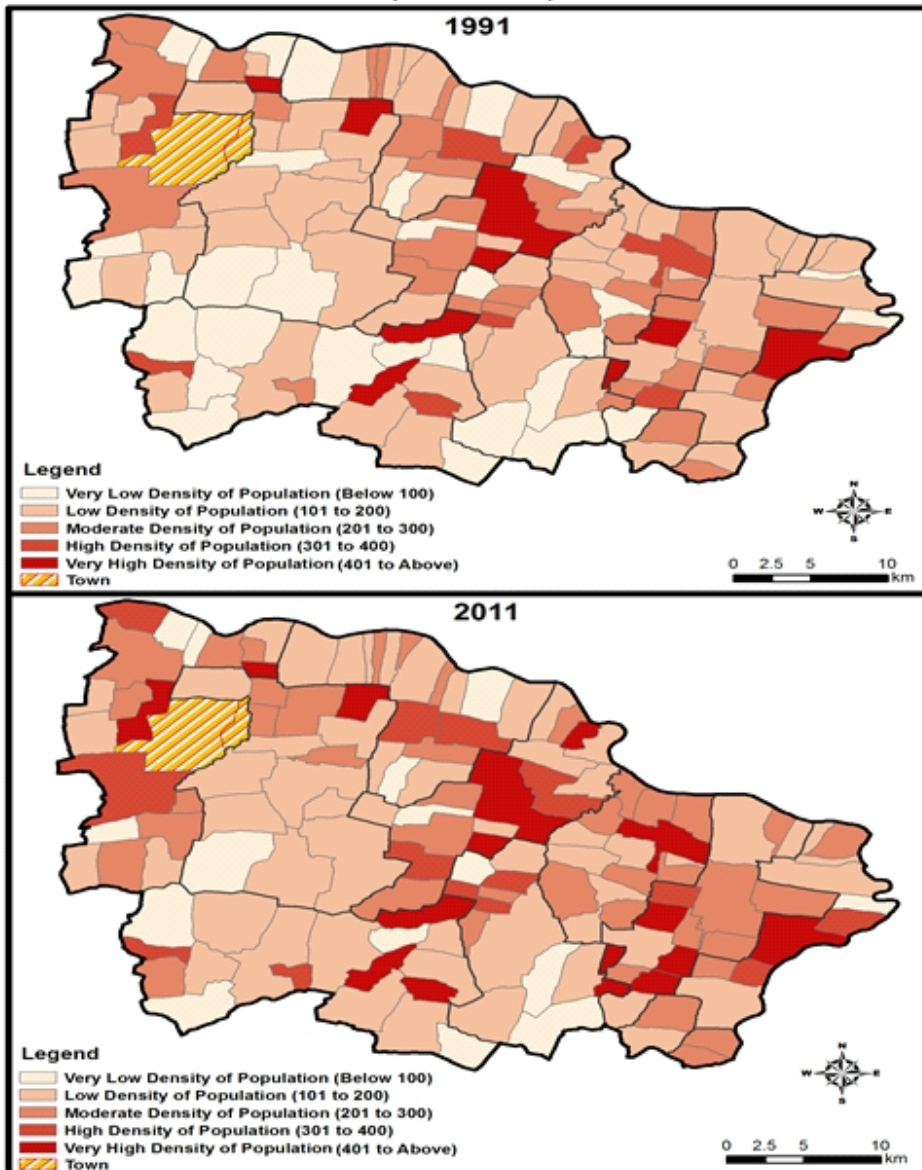 1991
Legend
Very Low Density of Population (Below 100)
Low Density of Population (101 to 200)
Moderate Density of Population (201 to 300)
High Density of Population (301 to 400)
Very High Density of Population (401 to Above)
Town
N
W E
S
0 2.5 5 10
km
2011
Legend
Very Low Density of Population (Below 100)
Low Density of Population (101 to 200)
Moderate Density of Population (201 to 300)
High Density of Population (301 to 400)
Very High Density of Population (401 to Above)
Town
N
W E
S
0 2.5 5 10
km